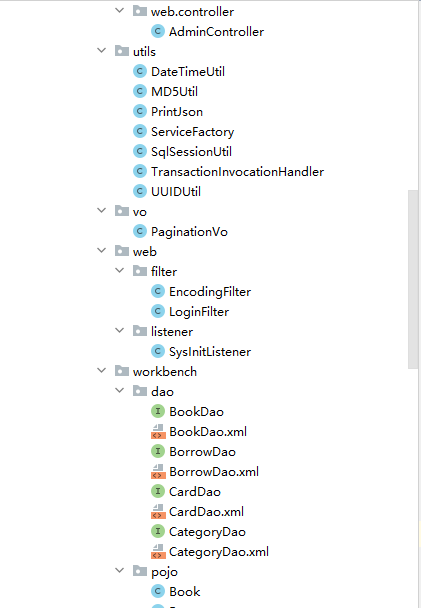 web.controller
AdminController
utils
DateTimeUtil
MD5Util
PrintJson
ServiceFactory
SqlSessionUtil
TransactionInvocationHandler
UUIDUtil
vo
PaginationVo
web
filter
EncodingFilter
LoginFilter
listener
SysInitListener
workbench
dao
BookDao
BookDao.xml
BorrowDao
BorrowDao.xml
CardDao
CardDao.xml
CategoryDao
CategoryDao.xml
pojo
Book